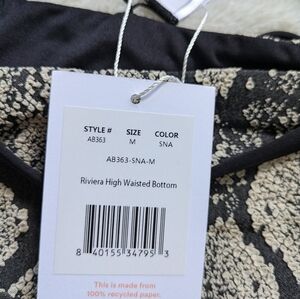 STYLE # SIZE COLOR
AB363 M SNA
AB363-SNA-M
Riviera High Waisted Bottom
8 40155 34795 3
This is made from
100% recycled paper.